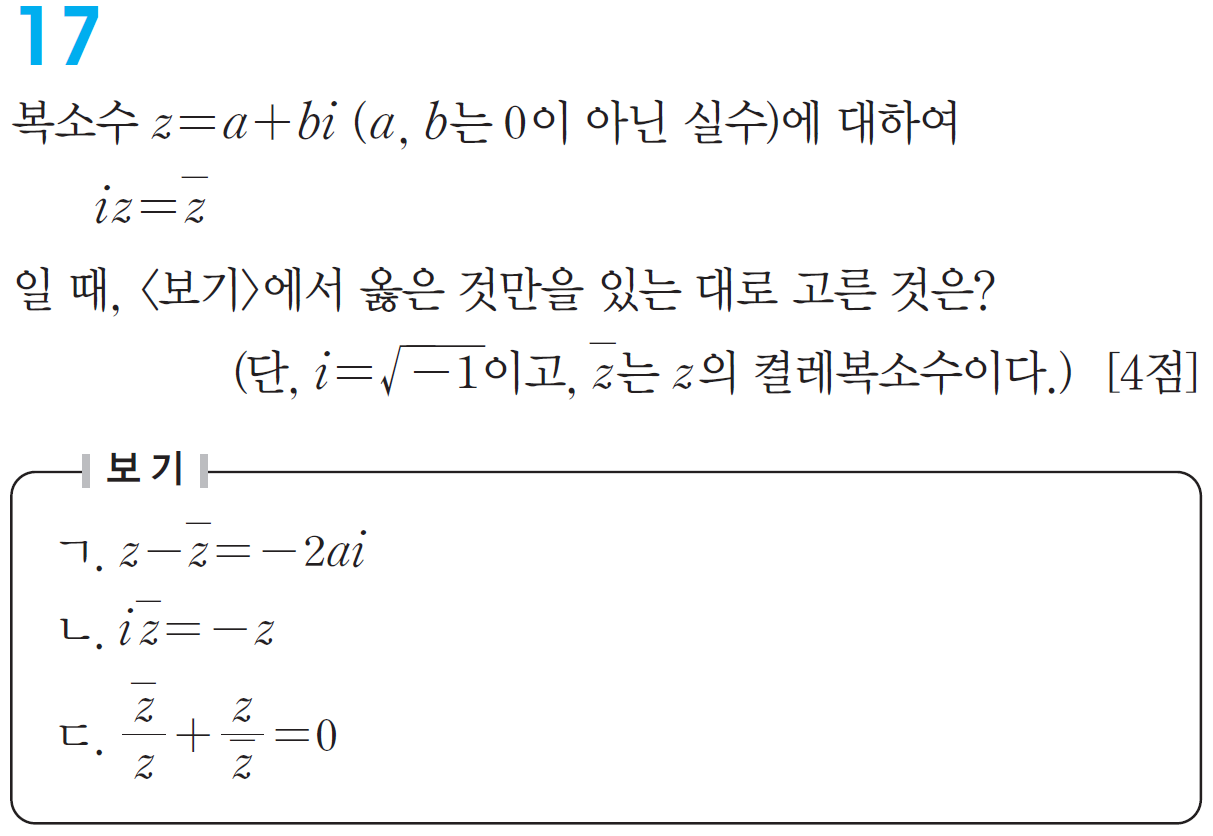 17
복소수 z=a+bi (a, b는 0이 아닌 실수)에 대하여
iz=z̅
일 때, 〈보기〉에서 옳은 것만을 있는 대로 고른 것은?
(단, i=√-1이고, z̅는 z의 켤레복소수이다.) [4점]
보기
ㄱ. z-z̅=-2ai
ㄴ. iz̅=-z
ㄷ. z̅/z+z/z̅=0